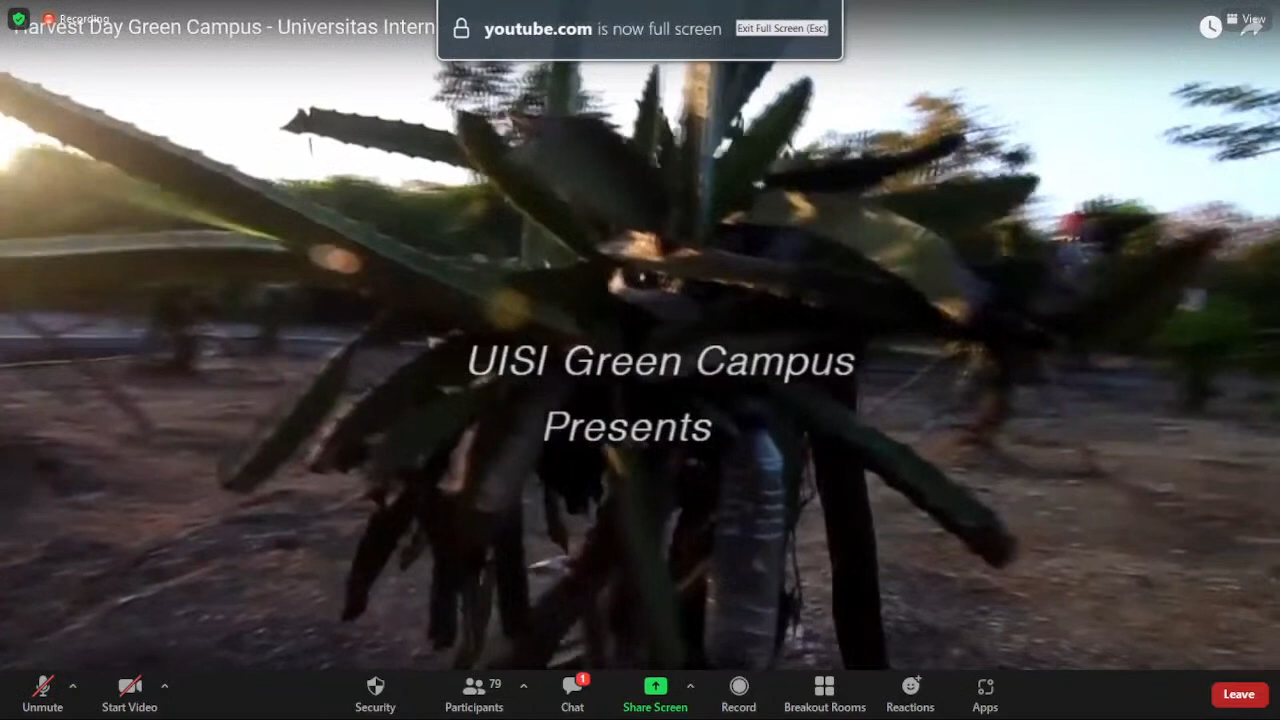 Recording
Harvest Day Green Campus - Universitas Intern
youtube.com is now full screen
Exit Full Screen (Esc)
View
UISI Green Campus
Presents
Unmute
Start Video
Security
79
Participants
1
Chat
Share Screen
Record
Breakout Rooms
Reactions
Apps
Leave